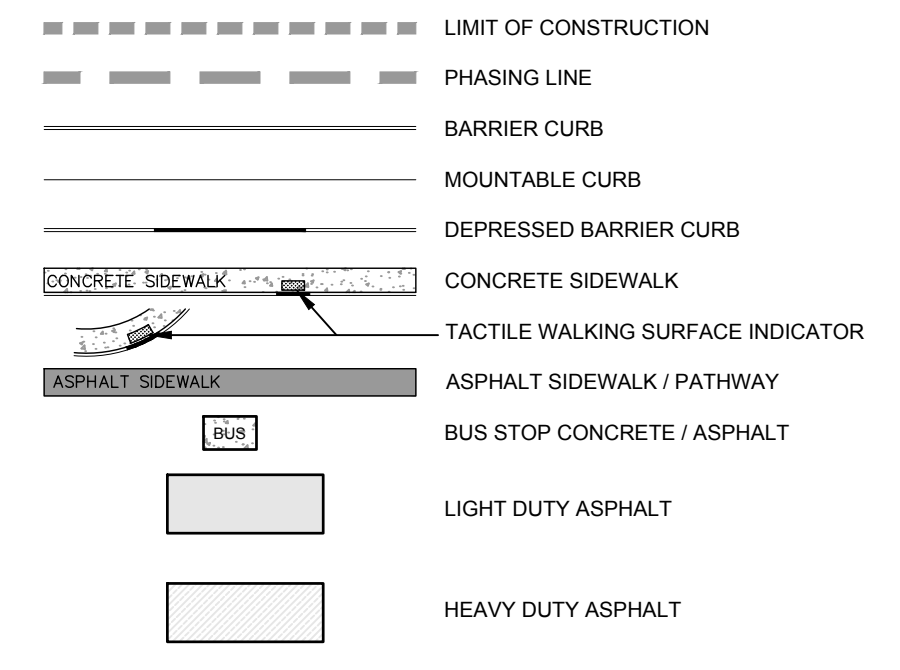 LIMIT OF CONSTRUCTION
PHASING LINE
BARRIER CURB
MOUNTABLE CURB
DEPRESSED BARRIER CURB
CONCRETE SIDEWALK CONCRETE SIDEWALK
TACTILE WALKING SURFACE INDICATOR
ASPHALT SIDEWALK ASPHALT SIDEWALK / PATHWAY
BUS BUS STOP CONCRETE / ASPHALT
LIGHT DUTY ASPHALT
HEAVY DUTY ASPHALT